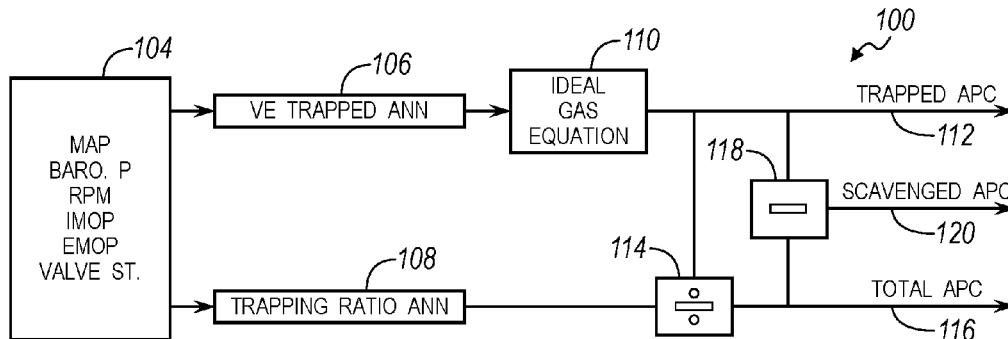 104
MAP
BARO. P
RPM
IMOP
EMOP
VALVE ST.
106
VE TRAPPED ANN
110
IDEAL
GAS
EQUATION
100
TRAPPED APC
112
118
SCAVENGED APC
120
108
TRAPPING RATIO ANN
114
TOTAL APC
116